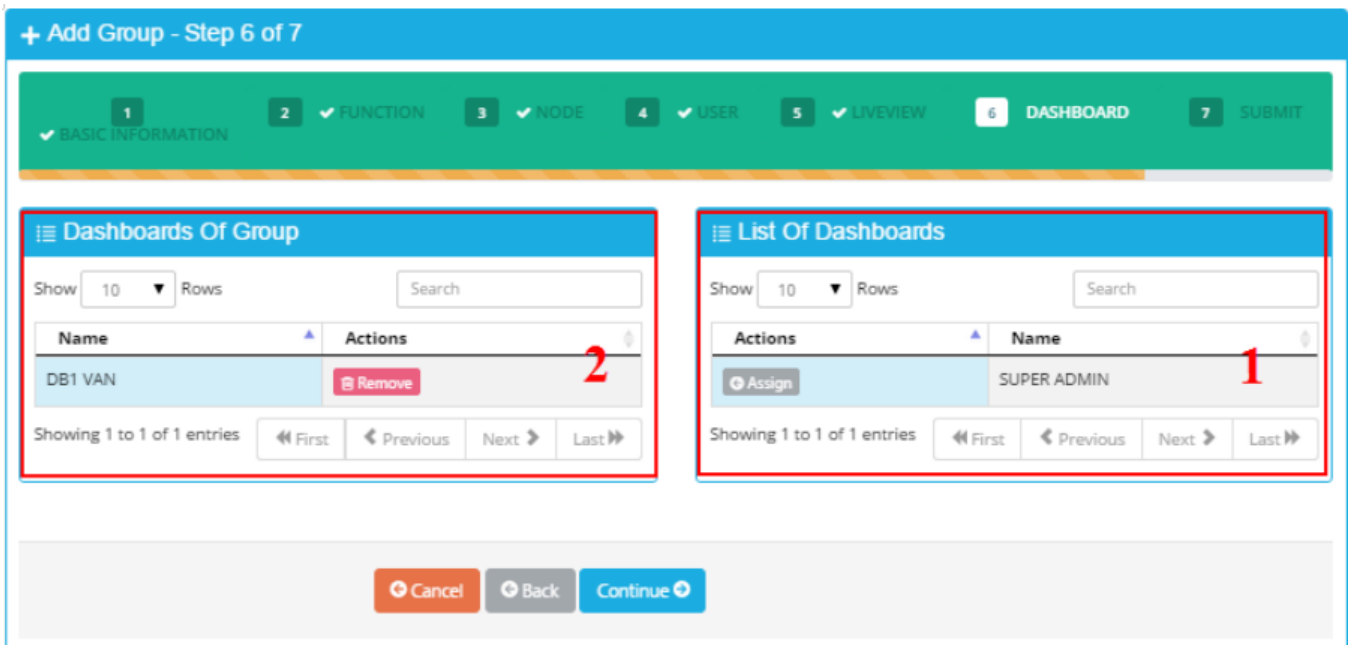 Add Group - Step 6 of 7
1 BASIC INFORMATION
2 FUNCTION
3 NODE
4 USER
5 LIVEVIEW
6 DASHBOARD
7 SUBMIT
Dashboards Of Group
Show 10 Rows Search
Name Actions
DB1 VAN Remove
2
Showing 1 to 1 of 1 entries First Previous Next Last
List Of Dashboards
Show 10 Rows Search
Actions Name
Assign SUPER ADMIN
1
Showing 1 to 1 of 1 entries First Previous Next Last
Cancel Back Continue